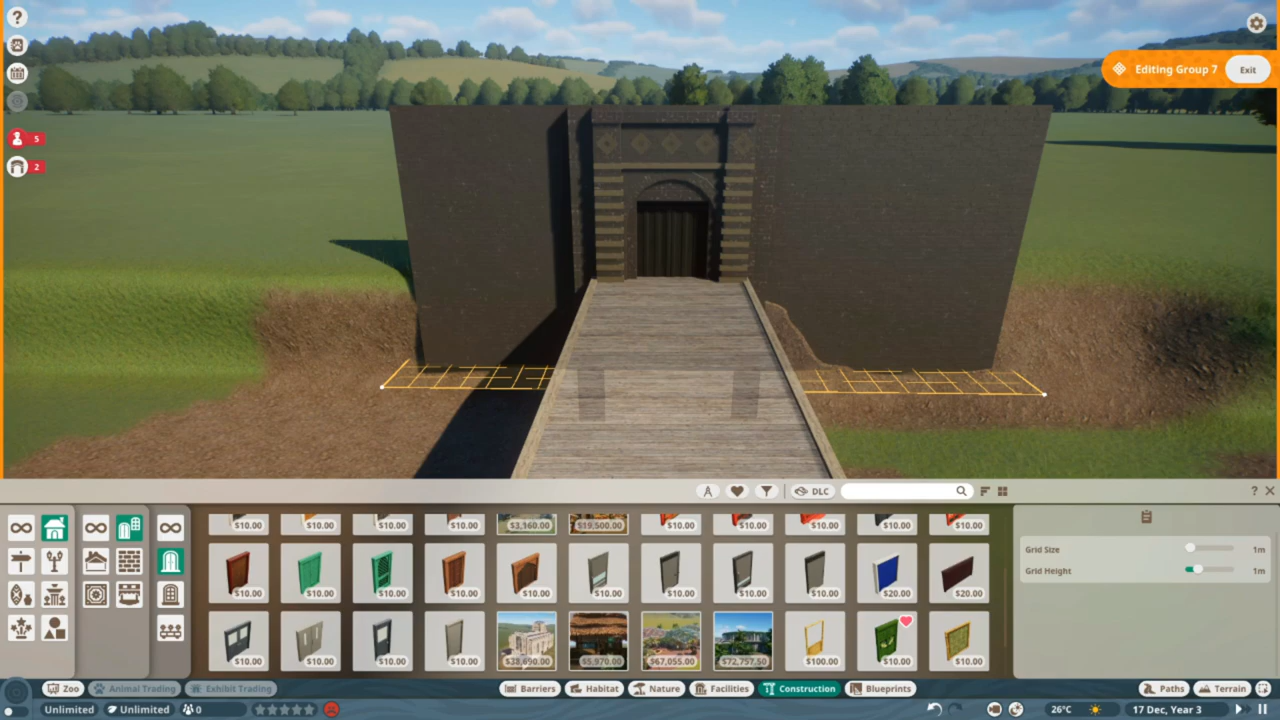 ?
Editing Group 7 Exit
5
2
A DLC ? X
$10.00 $10.00 $10.00 $10.00 $3,160.00 $19,500.00 $10.00 $10.00 $10.00 $10.00 $10.00
$10.00 $10.00 $10.00 $10.00 $10.00 $10.00 $10.00 $10.00 $10.00 $20.00 $20.00
$10.00 $10.00 $10.00 $10.00 $38,690.00 $5,970.00 $67,055.00 $72,757.50 $100.00 $10.00 $10.00
Grid Size 1m
Grid Height 1m
Zoo Animal Trading Exhibit Trading Barriers Habitat Nature Facilities Construction Blueprints Paths Terrain
Unlimited Unlimited 0 26°C 17 Dec, Year 3